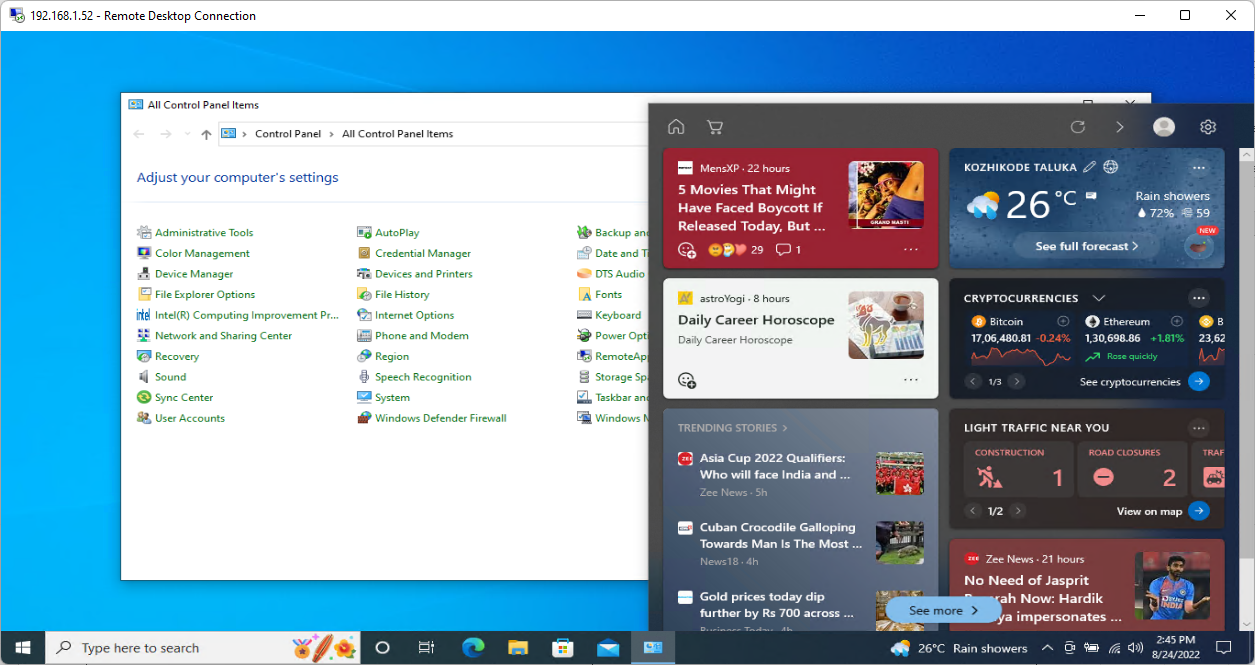 192.168.1.52 - Remote Desktop Connection
All Control Panel Items
Control Panel
All Control Panel Items
Adjust your computer's settings
Administrative Tools
Color Management
Device Manager
File Explorer Options
Intel(R) Computing Improvement Pr...
Network and Sharing Center
Recovery
Sound
Sync Center
User Accounts
AutoPlay
Credential Manager
Devices and Printers
File History
Internet Options
Phone and Modem
Region
Speech Recognition
System
Windows Defender Firewall
Backup an
Date and T
DTS Audio
Fonts
Keyboard
Power Opt
RemoteApp
Storage Sp
Taskbar an
Windows M
MensXP · 22 hours
5 Movies That Might
Have Faced Boycott If
Released Today, But ...
29
1
GRAND MASTI
astroYogi · 8 hours
Daily Career Horoscope
Daily Career Horoscope
TRENDING STORIES
Asia Cup 2022 Qualifiers:
Who will face India and ...
Zee News · 5h
Cuban Crocodile Galloping
Towards Man Is The Most ...
News18 · 4h
Gold prices today dip
further by Rs 700 across ...
Business Today · 4h
KOZHIKODE TALUKA
26 °C
Rain showers
72%
59
NEW
See full forecast
CRYPTOCURRENCIES
Bitcoin
17,06,480.81 -0.24%
Ethereum
1,30,698.86 +1.81%
Rose quickly
B
23,62
1/3
See cryptocurrencies
LIGHT TRAFFIC NEAR YOU
CONSTRUCTION
1
ROAD CLOSURES
2
TRAF
1/2
View on map
ZEE
Zee News · 21 hours
No Need of Jasprit
rah Now: Hardik
ya impersonates ...
INDIA
See more
Type here to search
26°C Rain showers
2:45 PM
8/24/2022